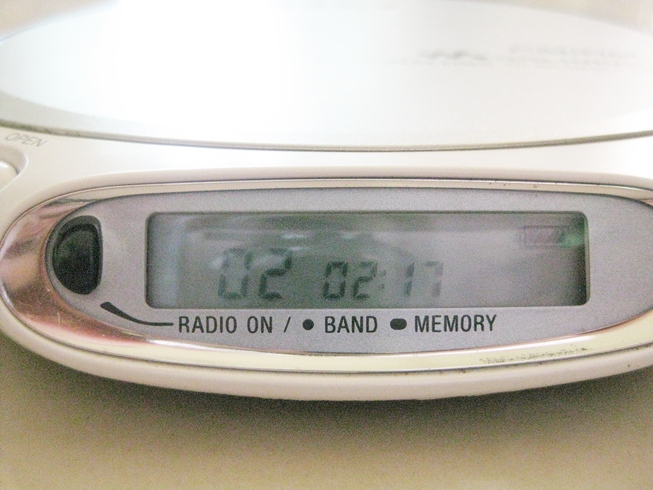 OPEN
02 02:17
RADIO ON / ● BAND ⬬ MEMORY